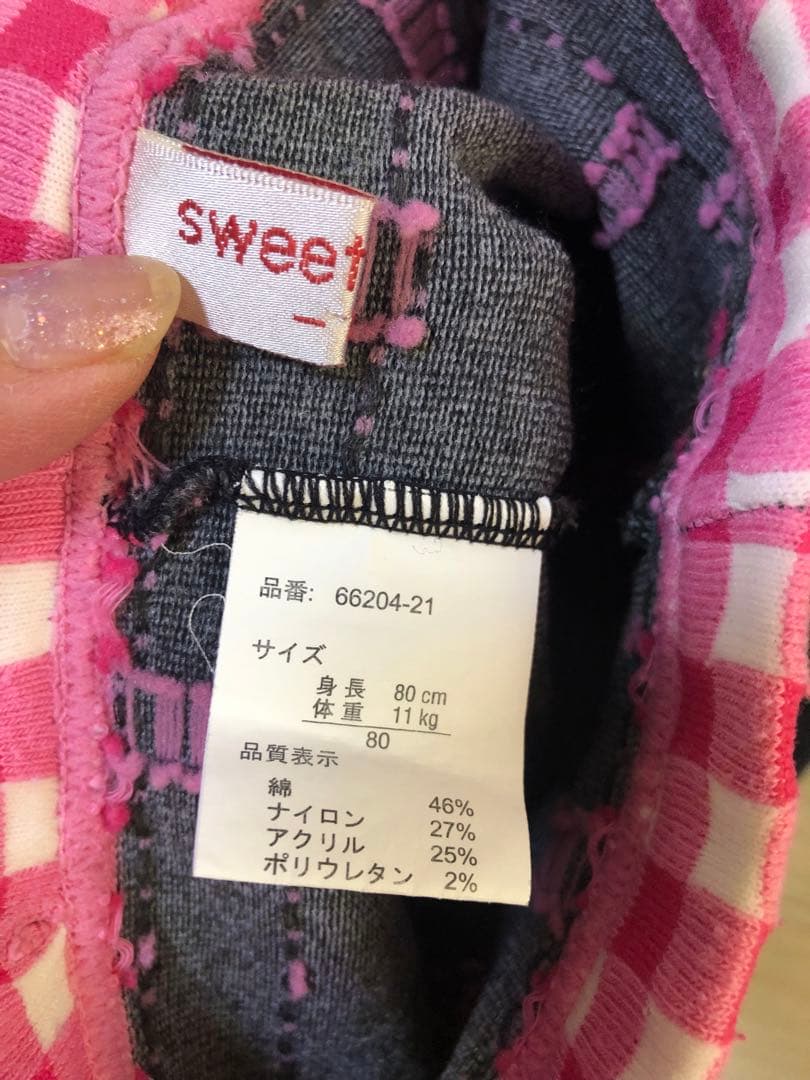 sweet
品番: 66204-21
サイズ
身長 80 cm
体重 11 kg
80
品質表示
綿 46%
ナイロン 27%
アクリル 25%
ポリウレタン 2%